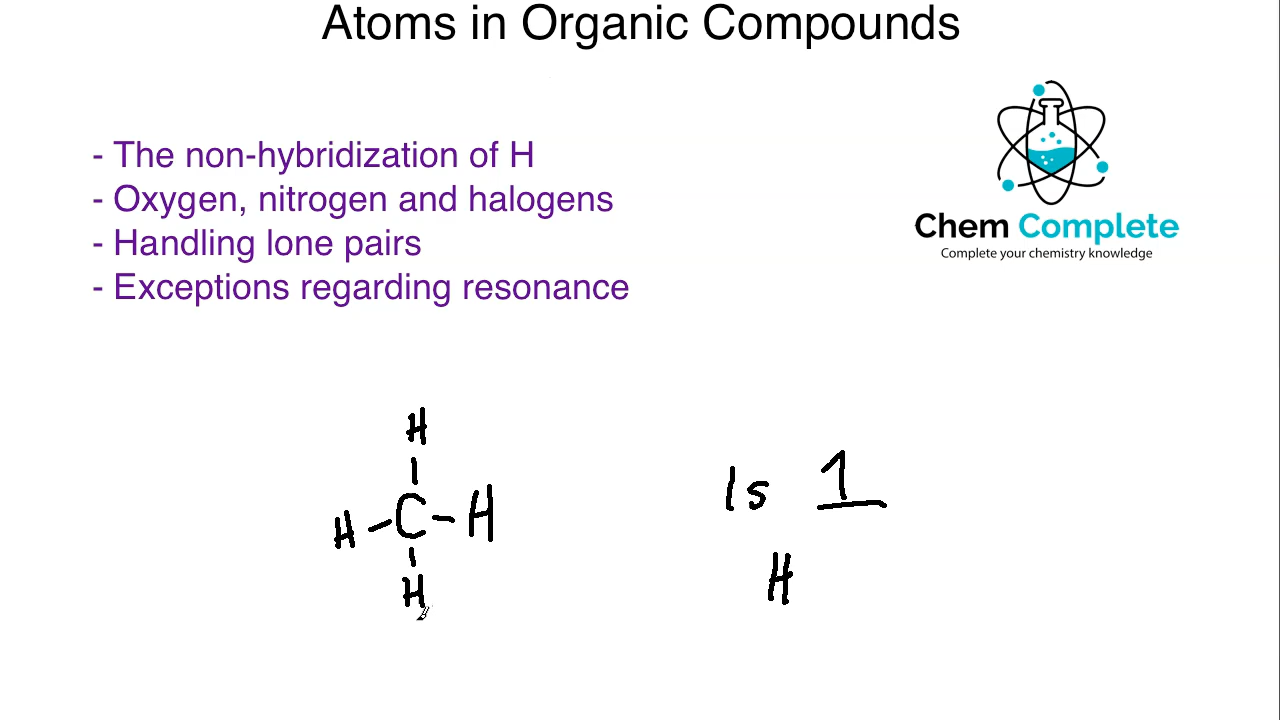 Atoms in Organic Compounds
- The non-hybridization of H
- Oxygen, nitrogen and halogens
- Handling lone pairs
- Exceptions regarding resonance
Chem Complete
Complete your chemistry knowledge
H
H-C-H
H
1s 1
H